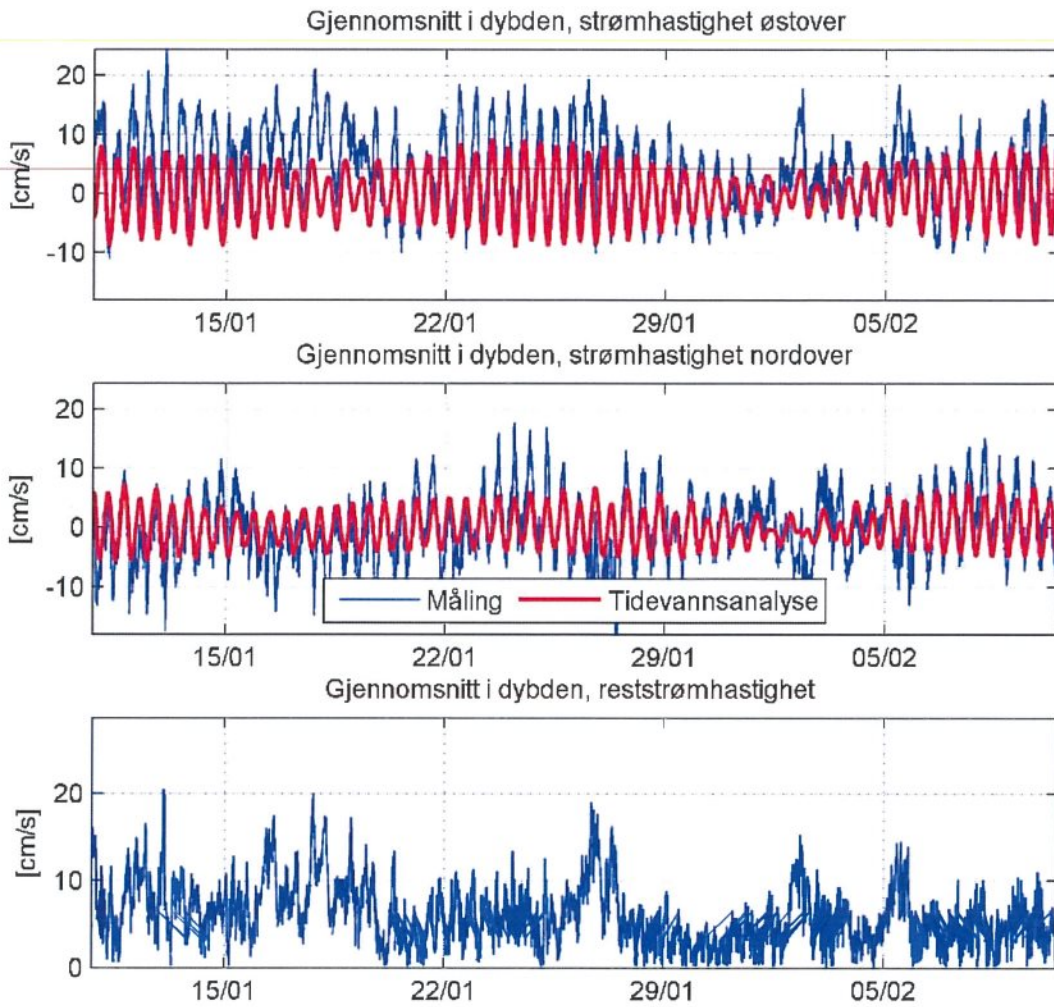 Gjennomsnitt i dybden, strømhastighet østover
20
10
0
-10
[cm/s]
15/01 22/01 29/01 05/02
Gjennomsnitt i dybden, strømhastighet nordover
20
10
0
-10
[cm/s]
Måling Tidevannsanalyse
15/01 22/01 29/01 05/02
Gjennomsnitt i dybden, reststrømhastighet
20
10
0
[cm/s]
15/01 22/01 29/01 05/02